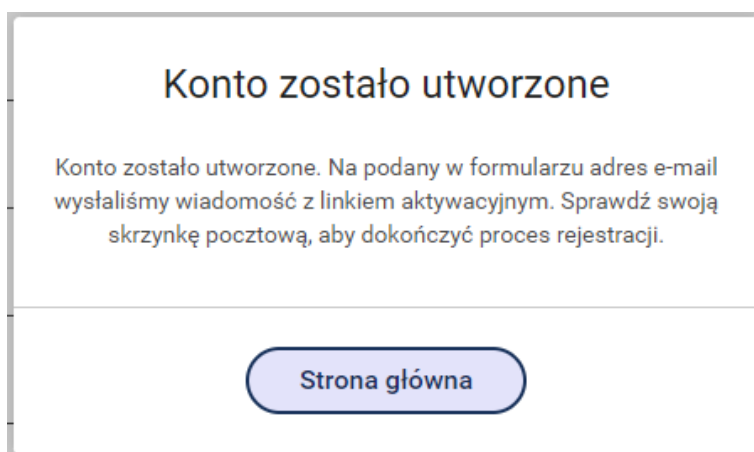 Konto zostało utworzone
Konto zostało utworzone. Na podany w formularzu adres e-mail
wysłaliśmy wiadomość z linkiem aktywacyjnym. Sprawdź swoją
skrzynkę pocztową, aby dokończyć proces rejestracji.
Strona główna